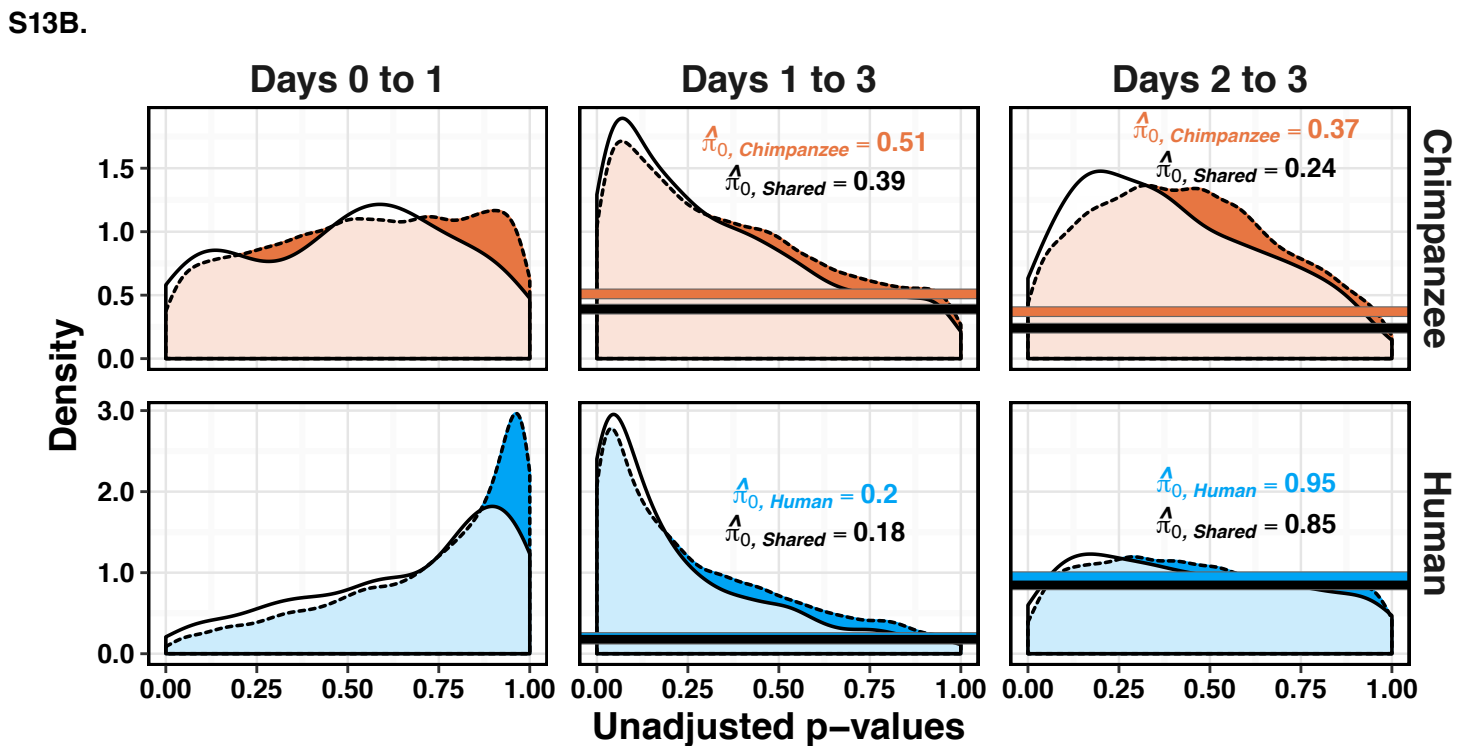 S13B.
Days 0 to 1
Days 1 to 3
Days 2 to 3
Chimpanzee
Human
Density
1.5
1.0
0.5
0.0
π̂0, Chimpanzee = 0.51
π̂0, Shared = 0.39
π̂0, Chimpanzee = 0.37
π̂0, Shared = 0.24
3.0
2.0
1.0
0.0
π̂0, Human = 0.2
π̂0, Shared = 0.18
π̂0, Human = 0.95
π̂0, Shared = 0.85
0.00 0.25 0.50 0.75 1.00
0.00 0.25 0.50 0.75 1.00
0.00 0.25 0.50 0.75 1.00
Unadjusted p−values